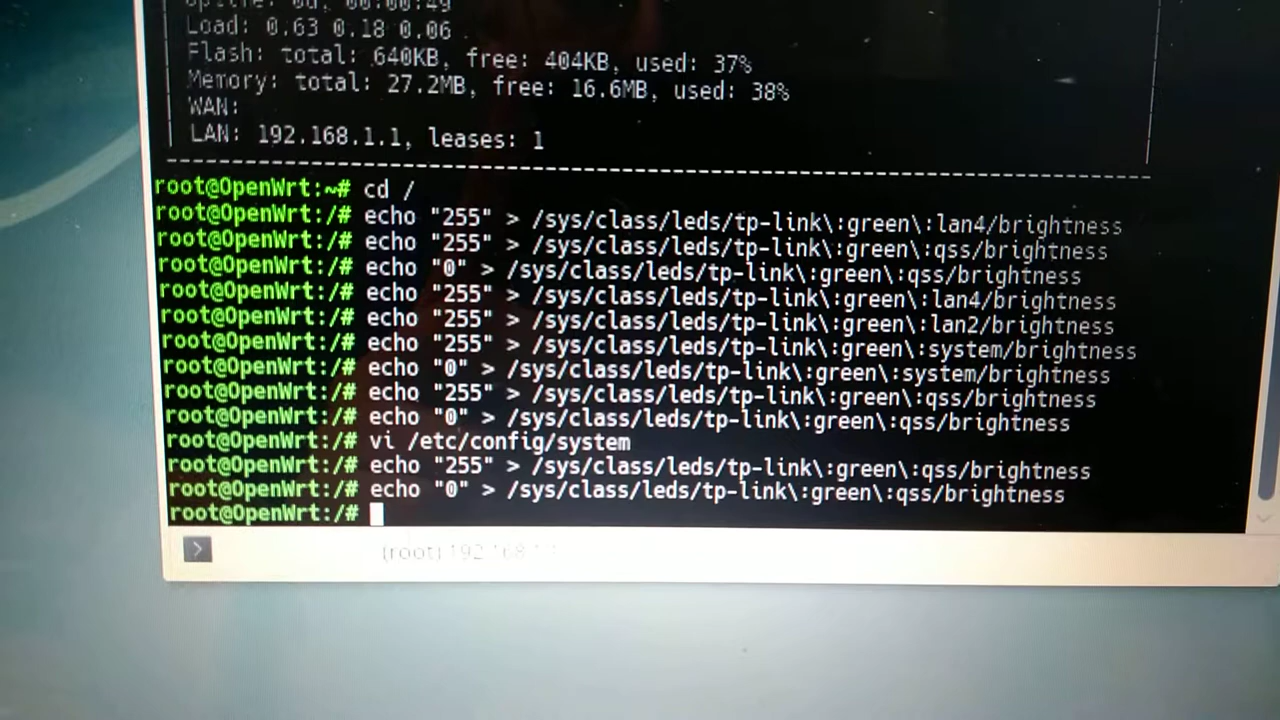 Load: 0.63 0.18 0.06
Flash: total: 640KB, free: 404KB, used: 37%
Memory: total: 27.2MB, free: 16.6MB, used: 38%
WAN:
LAN: 192.168.1.1, leases: 1
root@OpenWrt:~# cd /
root@OpenWrt:/# echo "255" > /sys/class/leds/tp-link\:green\:lan4/brightness
root@OpenWrt:/# echo "255" > /sys/class/leds/tp-link\:green\:qss/brightness
root@OpenWrt:/# echo "0" > /sys/class/leds/tp-link\:green\:qss/brightness
root@OpenWrt:/# echo "255" > /sys/class/leds/tp-link\:green\:lan4/brightness
root@OpenWrt:/# echo "255" > /sys/class/leds/tp-link\:green\:lan2/brightness
root@OpenWrt:/# echo "255" > /sys/class/leds/tp-link\:green\:system/brightness
root@OpenWrt:/# echo "0" > /sys/class/leds/tp-link\:green\:system/brightness
root@OpenWrt:/# echo "255" > /sys/class/leds/tp-link\:green\:qss/brightness
root@OpenWrt:/# echo "0" > /sys/class/leds/tp-link\:green\:qss/brightness
root@OpenWrt:/# vi /etc/config/system
root@OpenWrt:/# echo "255" > /sys/class/leds/tp-link\:green\:qss/brightness
root@OpenWrt:/# echo "0" > /sys/class/leds/tp-link\:green\:qss/brightness
root@OpenWrt:/#
(root)